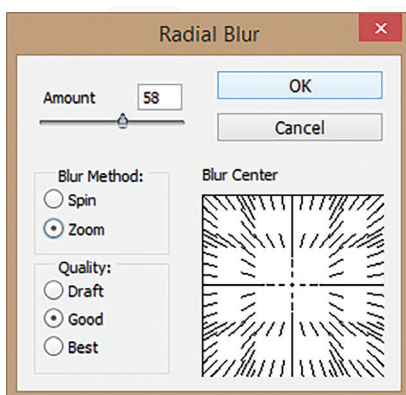 Radial Blur
Amount 58
OK
Cancel
Blur Method:
Spin
Zoom
Quality:
Draft
Good
Best
Blur Center